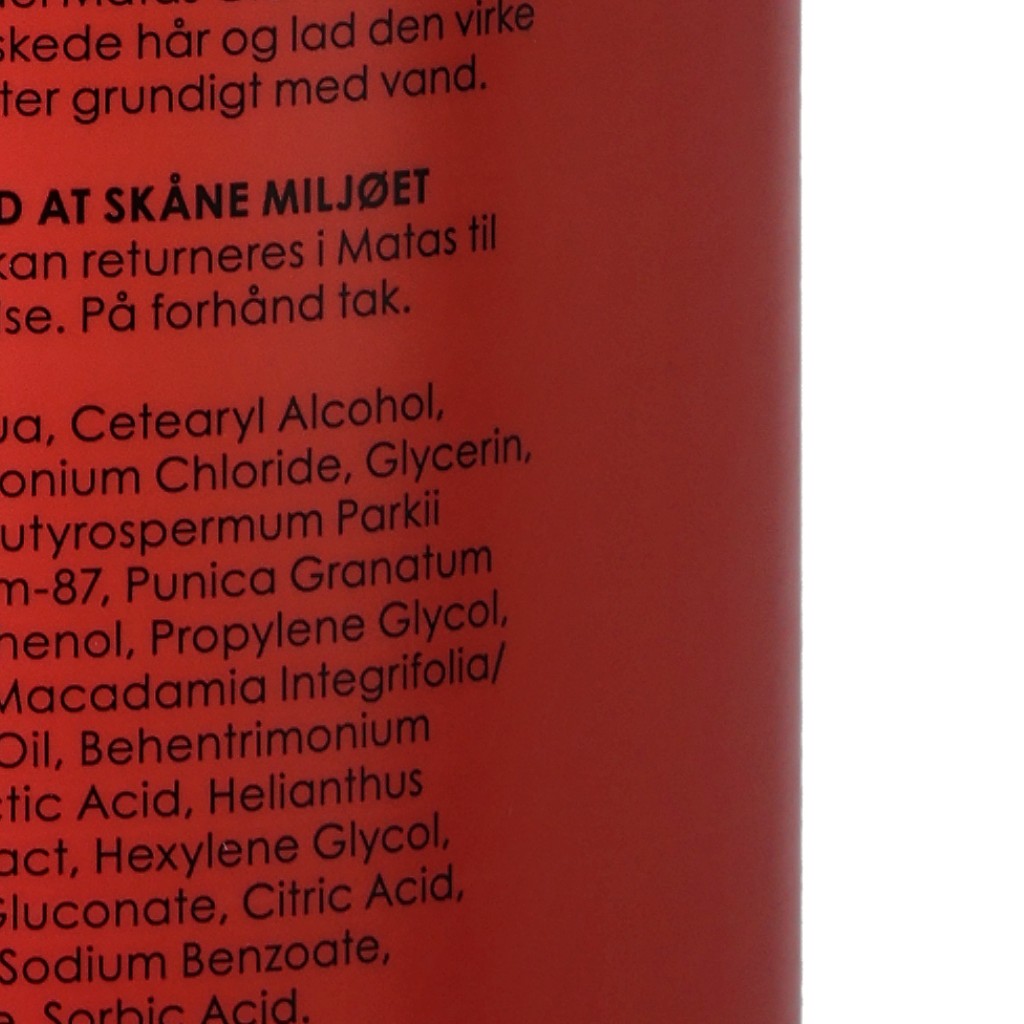 skede hår og lad den virke
ter grundigt med vand.
D AT SKÅNE MILJØET
kan returneres i Matas til
lse. På forhånd tak.
ua, Cetearyl Alcohol,
onium Chloride, Glycerin,
utyrospermum Parkii
m-87, Punica Granatum
henol, Propylene Glycol,
Macadamia Integrifolia/
Oil, Behentrimonium
ctic Acid, Helianthus
act, Hexylene Glycol,
Gluconate, Citric Acid,
Sodium Benzoate,
e, Sorbic Acid.